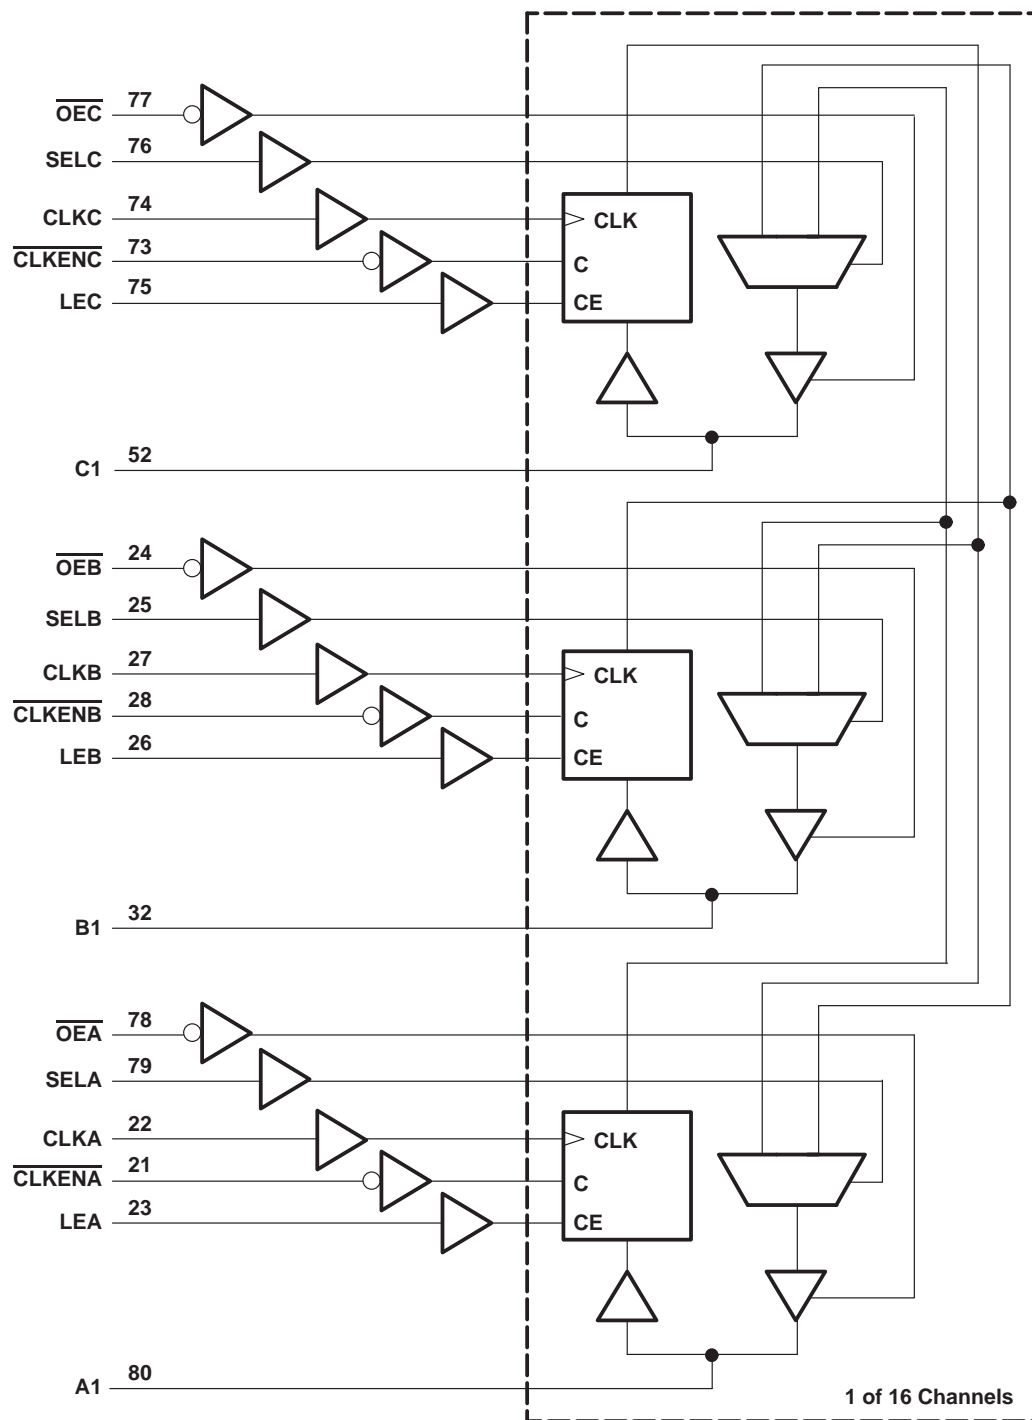 OEC 77
SELC 76
CLKC 74
CLKENC 73
LEC 75
CLK
C
CE
C1 52
OEB 24
SELB 25
CLKB 27
CLKENB 28
LEB 26
CLK
C
CE
B1 32
OEA 78
SELA 79
CLKA 22
CLKENA 21
LEA 23
CLK
C
CE
A1 80
1 of 16 Channels